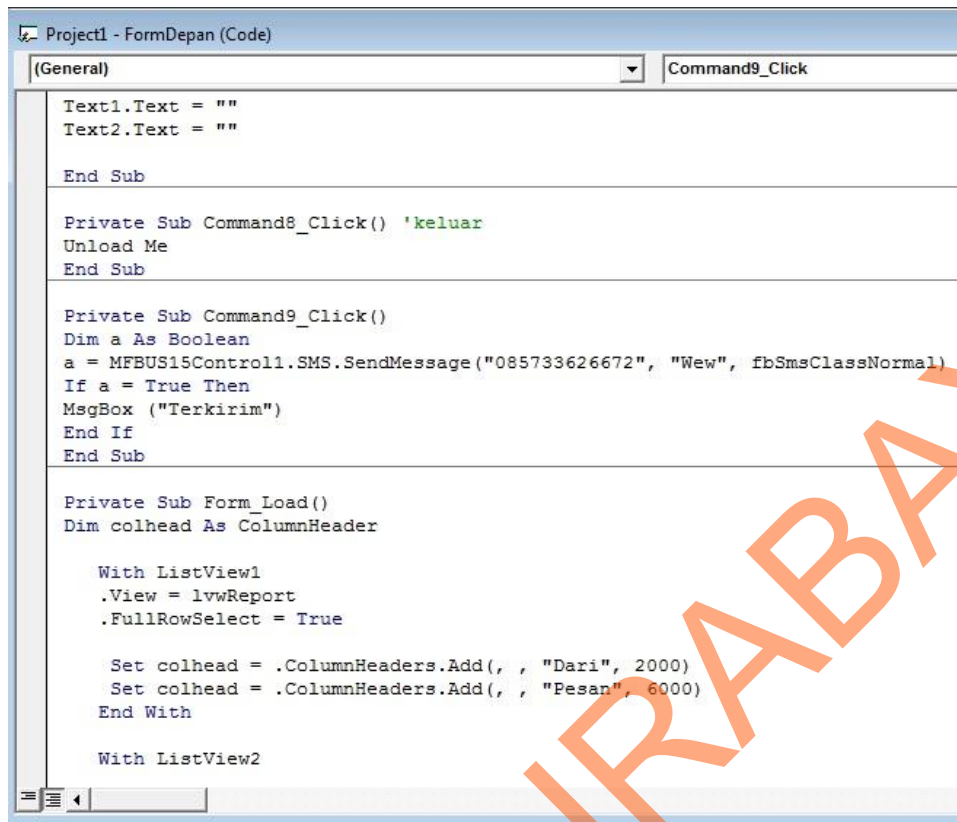 Project1 - FormDepan (Code)
(General) Command9_Click
Text1.Text = ""
Text2.Text = ""
End Sub
Private Sub Command8_Click() 'keluar
Unload Me
End Sub
Private Sub Command9_Click()
Dim a As Boolean
a = MFBUS15Control1.SMS.SendMessage("085733626672", "Wew", fbSmsClassNormal)
If a = True Then
MsgBox ("Terkirim")
End If
End Sub
Private Sub Form_Load()
Dim colhead As ColumnHeader
With ListView1
.View = lvwReport
.FullRowSelect = True
Set colhead = .ColumnHeaders.Add(, , "Dari", 2000)
Set colhead = .ColumnHeaders.Add(, , "Pesan", 6000)
End With
With ListView2
IRABA